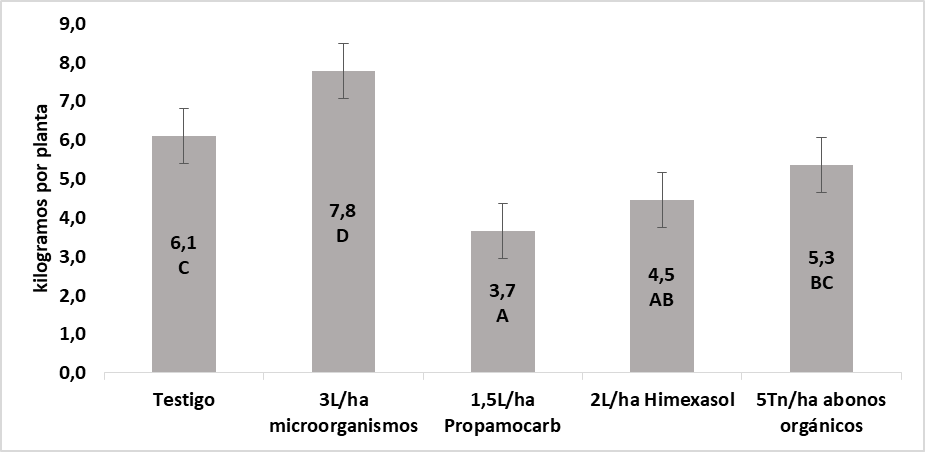 kilogramos por planta
9,0
8,0
7,0
6,0
5,0
4,0
3,0
2,0
1,0
0,0
6,1
C
7,8
D
3,7
A
4,5
AB
5,3
BC
Testigo
3L/ha
microorganismos
1,5L/ha
Propamocarb
2L/ha Himexasol
5Tn/ha abonos
orgánicos